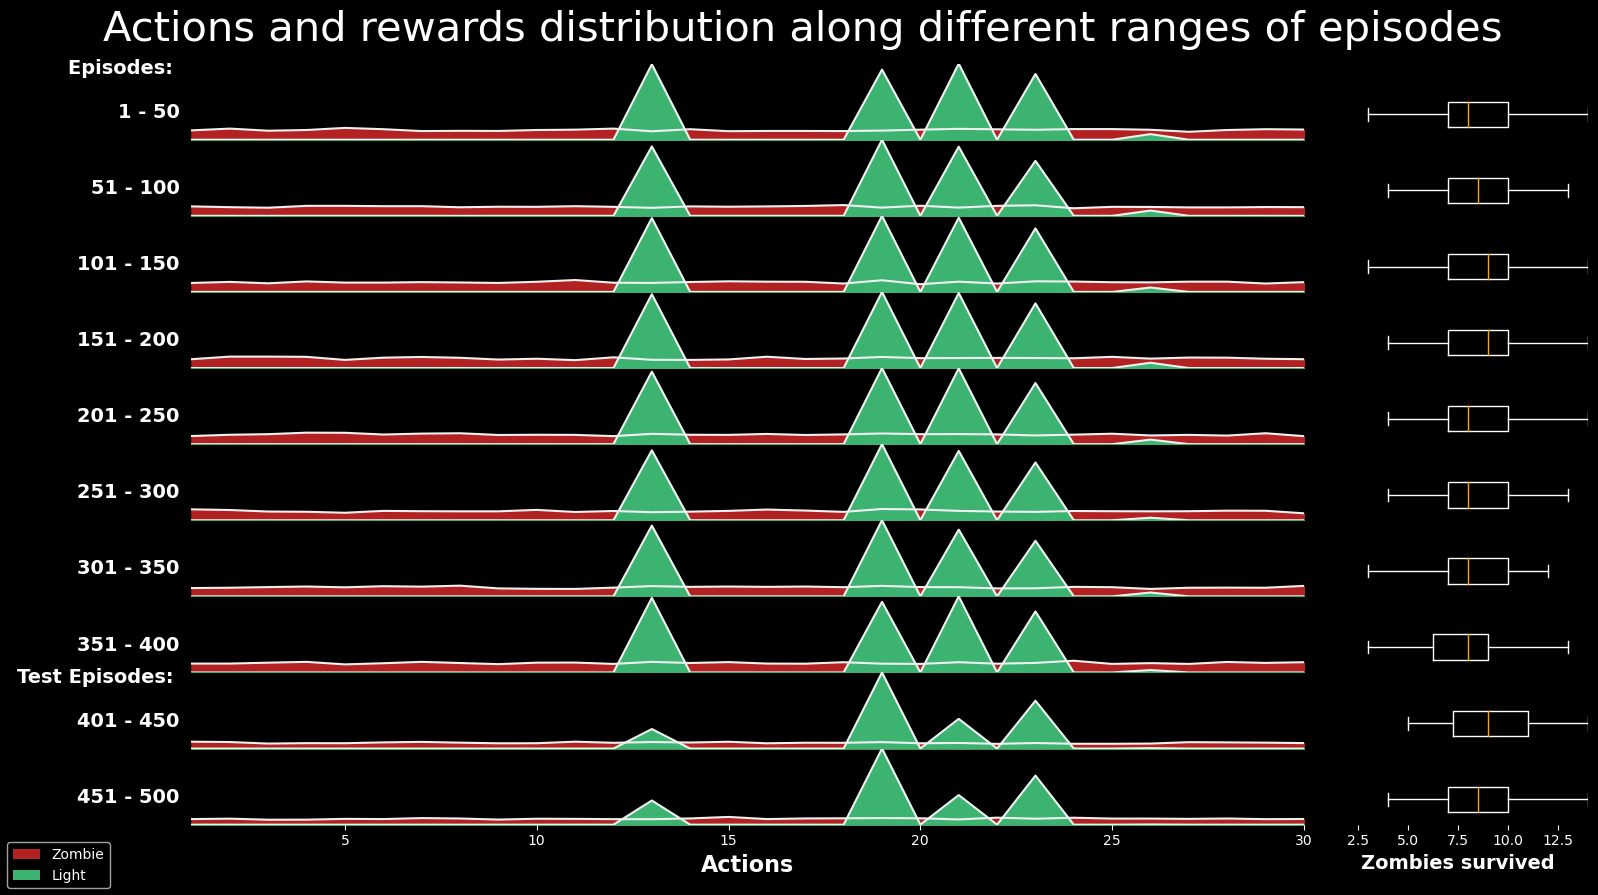 Actions and rewards distribution along different ranges of episodes
Episodes:
1 - 50
51 - 100
101 - 150
151 - 200
201 - 250
251 - 300
301 - 350
351 - 400
Test Episodes:
401 - 450
451 - 500
5 10 15 20 25 30
Actions
2.5 5.0 7.5 10.0 12.5
Zombies survived
Zombie
Light